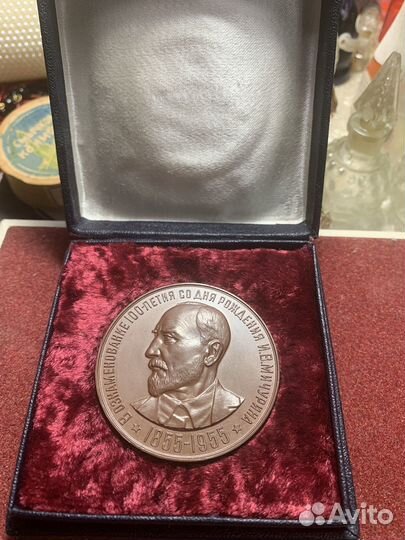 В ОЗНАМЕНОВАНИЕ 100-ЛЕТИЯ СО ДНЯ РОЖДЕНИЯ И.В.МИЧУРИНА
★ 1855-1955 ★
Avito